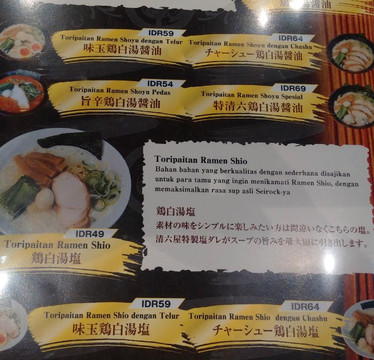 IDR59
Toripaitan Ramen Shoyu dengan Telur
味玉鶏白湯醤油
IDR64
Toripaitan Ramen Shoyu dengan Chashu
チャーシュー鶏白湯醤油
IDR54
Toripaitan Ramen Shoyu Pedas
旨辛鶏白湯醤油
IDR69
Toripaitan Ramen Shoyu Spesial
特清六鶏白湯醤油
Toripaitan Ramen Shio
Bahan bahan yang berkualitas dengan sederhana disajikan
untuk para tamu yang ingin menikamati Ramen Shio, dengan
memaksimalkan rasa sup asli Seirock-ya
鶏白湯塩
素材の味をシンプルに楽しみたい方は間違いなくこちらの塩。
清六屋特製塩ダレがスープの旨みを最大限に引き出します。
IDR49
Toripaitan Ramen Shio
鶏白湯塩
IDR59
Toripaitan Ramen Shio dengan Telur
味玉鶏白湯塩
IDR64
Toripaitan Ramen Shio dengan Chashu
チャーシュー鶏白湯塩